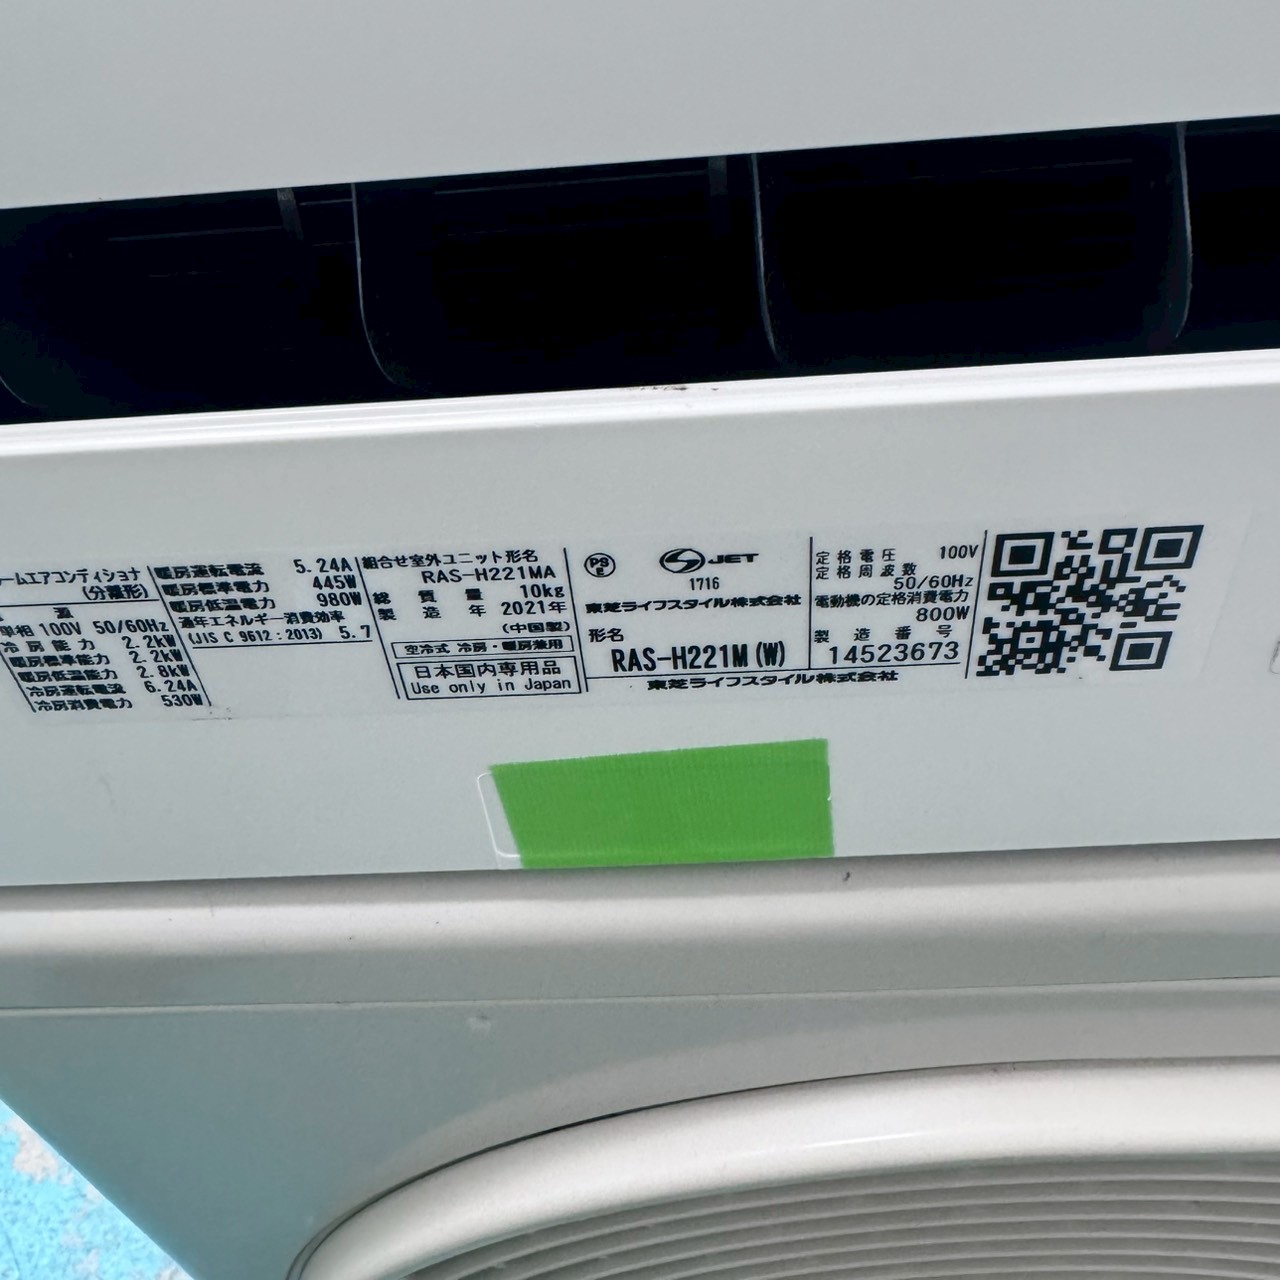 ームエアコンディショナ
(分離形)
単相 100V 50/60Hz
冷房能力 2.2kW
暖房標準能力 2.2kW
暖房低温能力 2.8kW
冷房運転電流 6.24A
冷房消費電力 530W
暖房運転電流 5.24A
暖房標準電力 445W
暖房低温電力 980W
通年エネルギー消費効率
(JIS C 9612:2013) 5.7
組合せ室外ユニット形名
RAS-H221MA
総質量 10kg
製造年 2021年
(中国製)
空冷式 冷房・暖房兼用
日本国内専用品
Use only in Japan
PS E JET
1716
東芝ライフスタイル株式会社
形名
RAS-H221M(W)
定格電圧 100V
定格周波数
50/60Hz
電動機の定格消費電力
800W
製造番号
14523673
東芝ライフスタイル株式会社